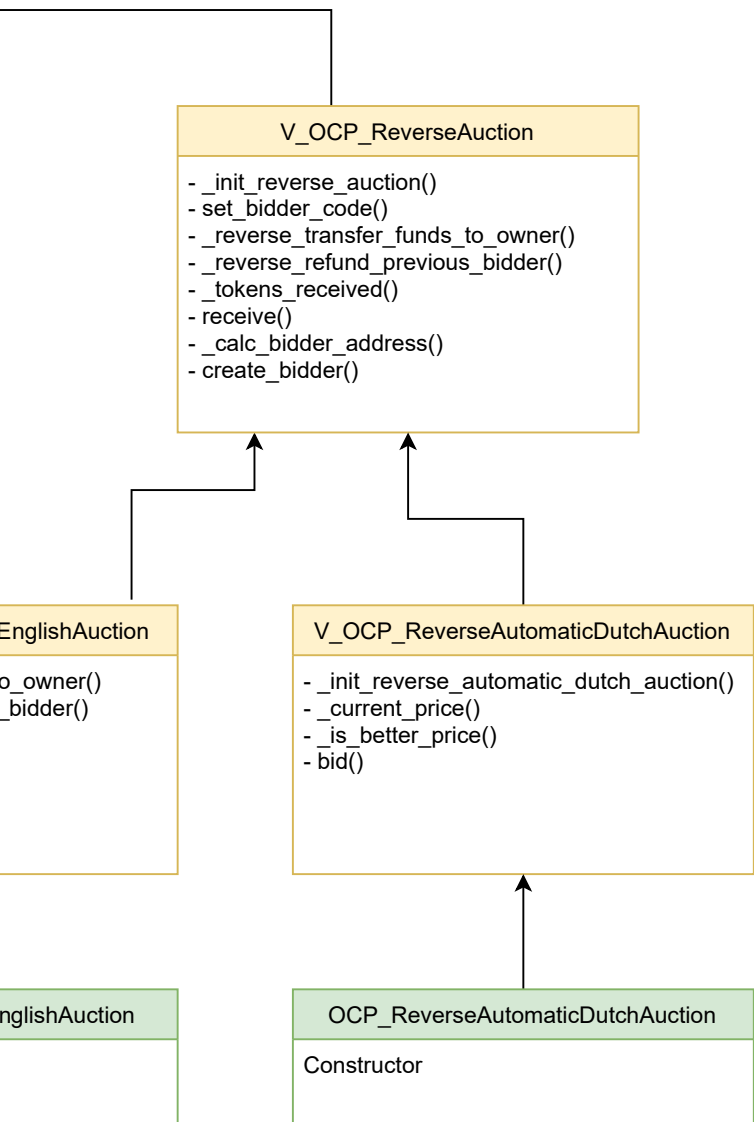 V_OCP_ReverseAuction
- _init_reverse_auction()
- set_bidder_code()
- _reverse_transfer_funds_to_owner()
- _reverse_refund_previous_bidder()
- _tokens_received()
- receive()
- _calc_bidder_address()
- create_bidder()
EnglishAuction
o_owner()
_bidder()
V_OCP_ReverseAutomaticDutchAuction
- _init_reverse_automatic_dutch_auction()
- _current_price()
- _is_better_price()
- bid()
nglishAuction
OCP_ReverseAutomaticDutchAuction
Constructor